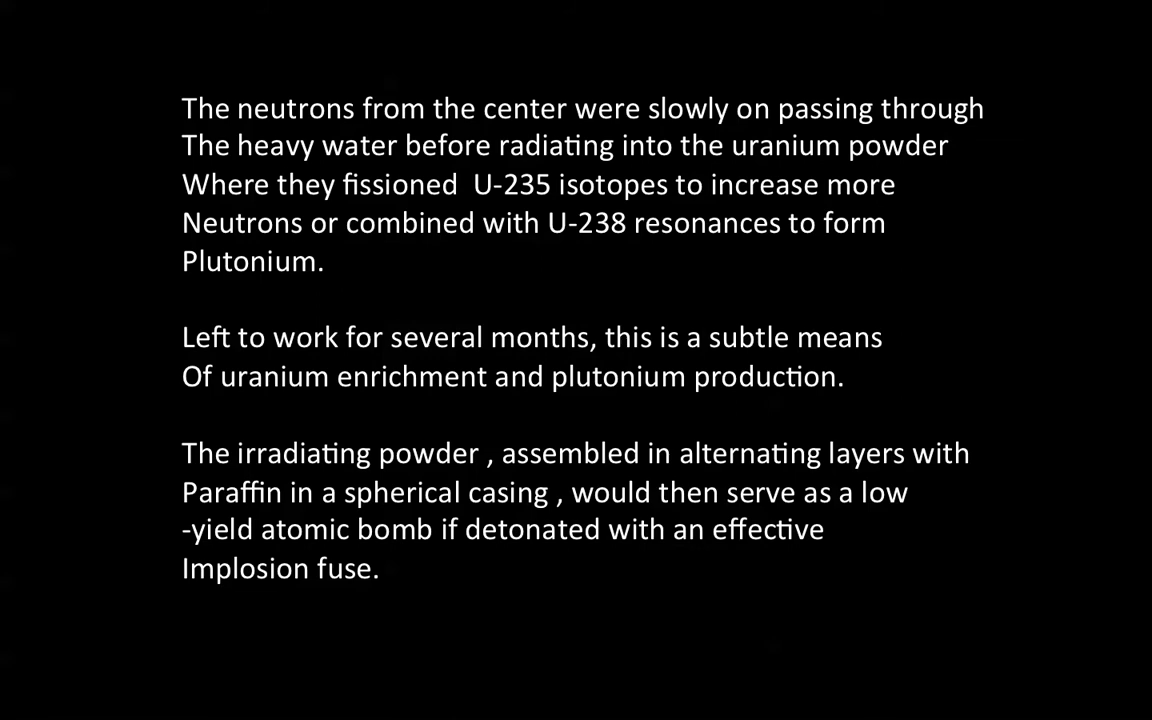 The neutrons from the center were slowly on passing through
The heavy water before radiating into the uranium powder
Where they fissioned  U-235 isotopes to increase more
Neutrons or combined with U-238 resonances to form
Plutonium.
Left to work for several months, this is a subtle means
Of uranium enrichment and plutonium production.
The irradiating powder , assembled in alternating layers with
Paraffin in a spherical casing , would then serve as a low
-yield atomic bomb if detonated with an effective
Implosion fuse.